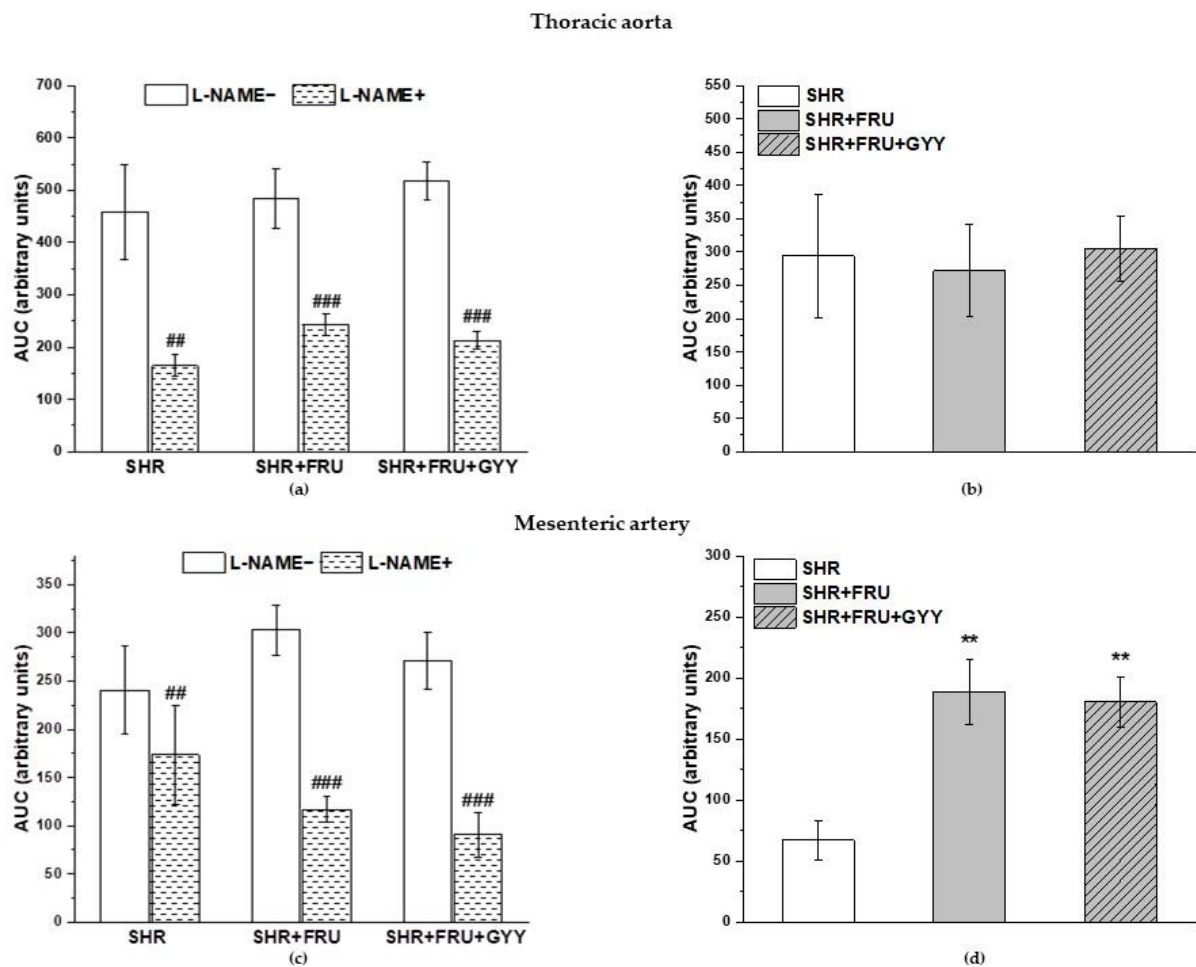 Thoracic aorta
L-NAME− L-NAME+
AUC (arbitrary units)
700
600
500
400
300
200
100
0
##
###
###
SHR SHR+FRU SHR+FRU+GYY
(a)
SHR
SHR+FRU
SHR+FRU+GYY
AUC (arbitrary units)
550
500
450
400
350
300
250
200
150
100
50
0
(b)
Mesenteric artery
L-NAME− L-NAME+
AUC (arbitrary units)
350
300
250
200
150
100
50
0
##
###
###
SHR SHR+FRU SHR+FRU+GYY
(c)
SHR
SHR+FRU
SHR+FRU+GYY
AUC (arbitrary units)
300
250
200
150
100
50
0
**
**
(d)